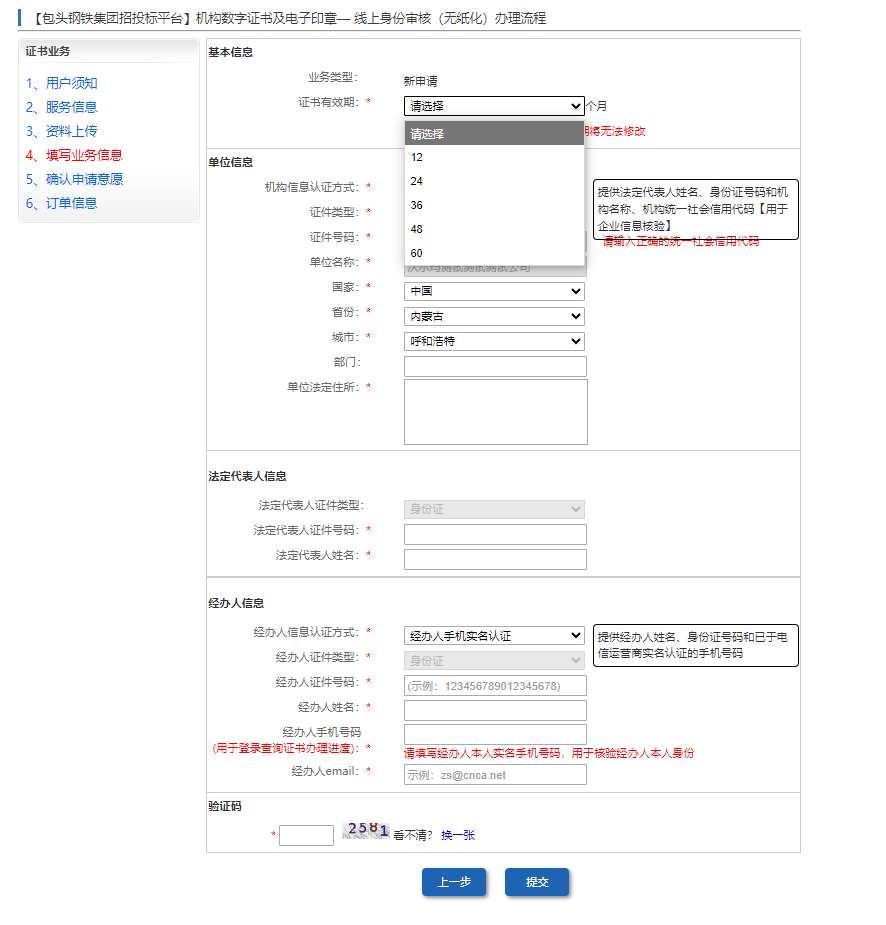 【包头钢铁集团招投标平台】机构数字证书及电子印章— 线上身份审核（无纸化）办理流程
证书业务
1、用户须知
2、服务信息
3、资料上传
4、填写业务信息
5、确认申请意愿
6、订单信息
基本信息
业务类型： 新申请
证书有效期： * 请选择 个月
请选择
12
24
36
48
60
将无法修改
单位信息
机构信息认证方式： *
提供法定代表人姓名、身份证号码和机
构名称、机构统一社会信用代码【用于
企业信息核验】
证件类型： *
证件号码： * 请输入正确的统一社会信用代码
单位名称： *
国家： * 中国
省份： * 内蒙古
城市： * 呼和浩特
部门：
单位法定住所： *
法定代表人信息
法定代表人证件类型： 身份证
法定代表人证件号码： *
法定代表人姓名： *
经办人信息
经办人信息认证方式： * 经办人手机实名认证
提供经办人姓名、身份证号码和已于电
信运营商实名认证的手机号码
经办人证件类型： * 身份证
经办人证件号码： * (示例：123456789012345678)
经办人姓名： *
经办人手机号码
(用于登录查询证书办理进度)： * 请填写经办人本人实名手机号码，用于核验经办人本人身份
经办人email： * 示例：zs@cnca.net
验证码
* 2581 看不清？ 换一张
上一步 提交